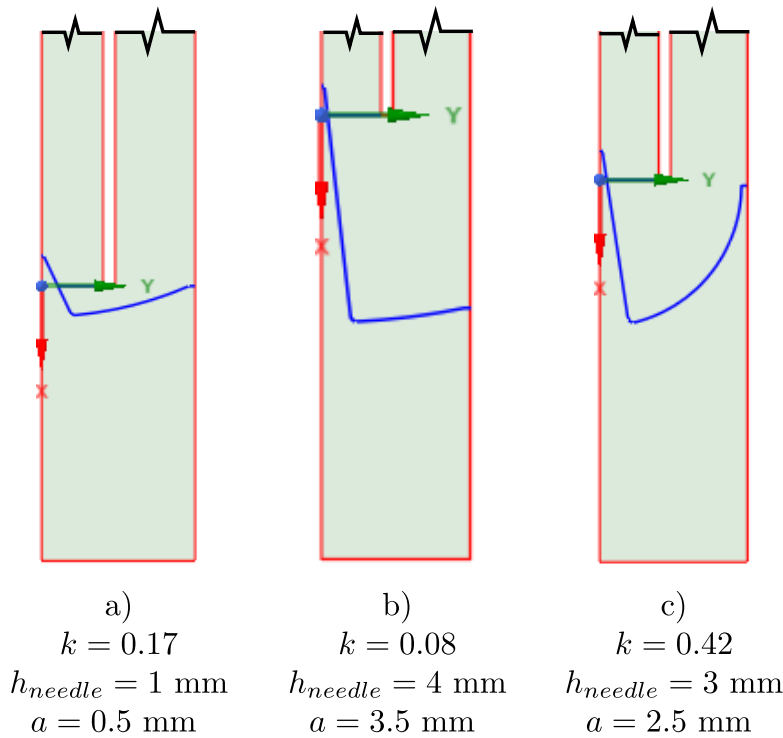 Y
X
a)
k = 0.17
h_needle = 1 mm
a = 0.5 mm
Y
X
b)
k = 0.08
h_needle = 4 mm
a = 3.5 mm
Y
X
c)
k = 0.42
h_needle = 3 mm
a = 2.5 mm